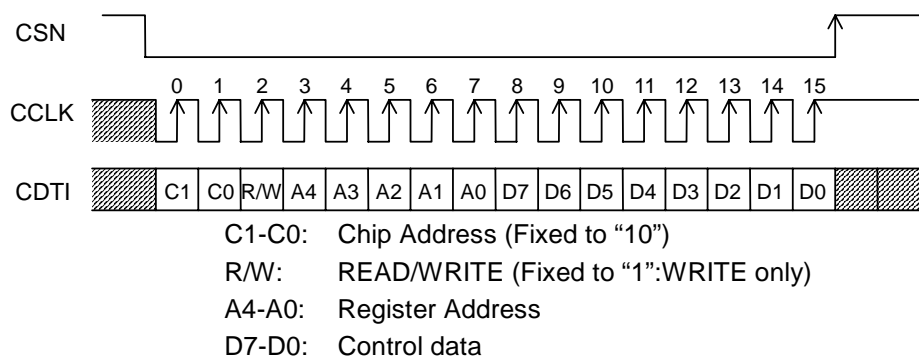 CSN
0 1 2 3 4 5 6 7 8 9 10 11 12 13 14 15
CCLK
CDTI C1 C0 R/W A4 A3 A2 A1 A0 D7 D6 D5 D4 D3 D2 D1 D0
C1-C0: Chip Address (Fixed to “10”)
R/W: READ/WRITE (Fixed to “1”:WRITE only)
A4-A0: Register Address
D7-D0: Control data